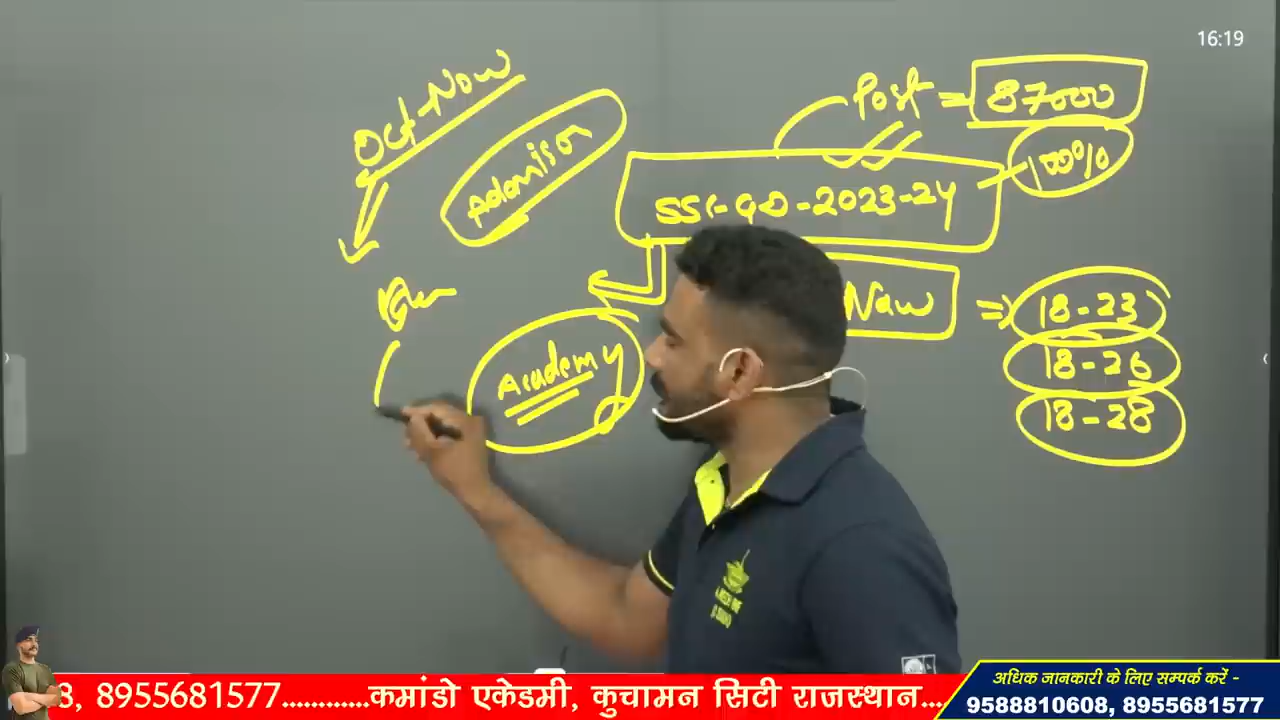 16:19
Oct-Now
Post = 87000
Adamison
100%
SSC-GD-2023-24
Naw => 18-23
18-26
Academy
18-28
3, 8955681577............कमांडो एकेडमी, कुचामन सिटी राजस्थान...
अधिक जानकारी के लिए सम्पर्क करें -
9588810608, 8955681577